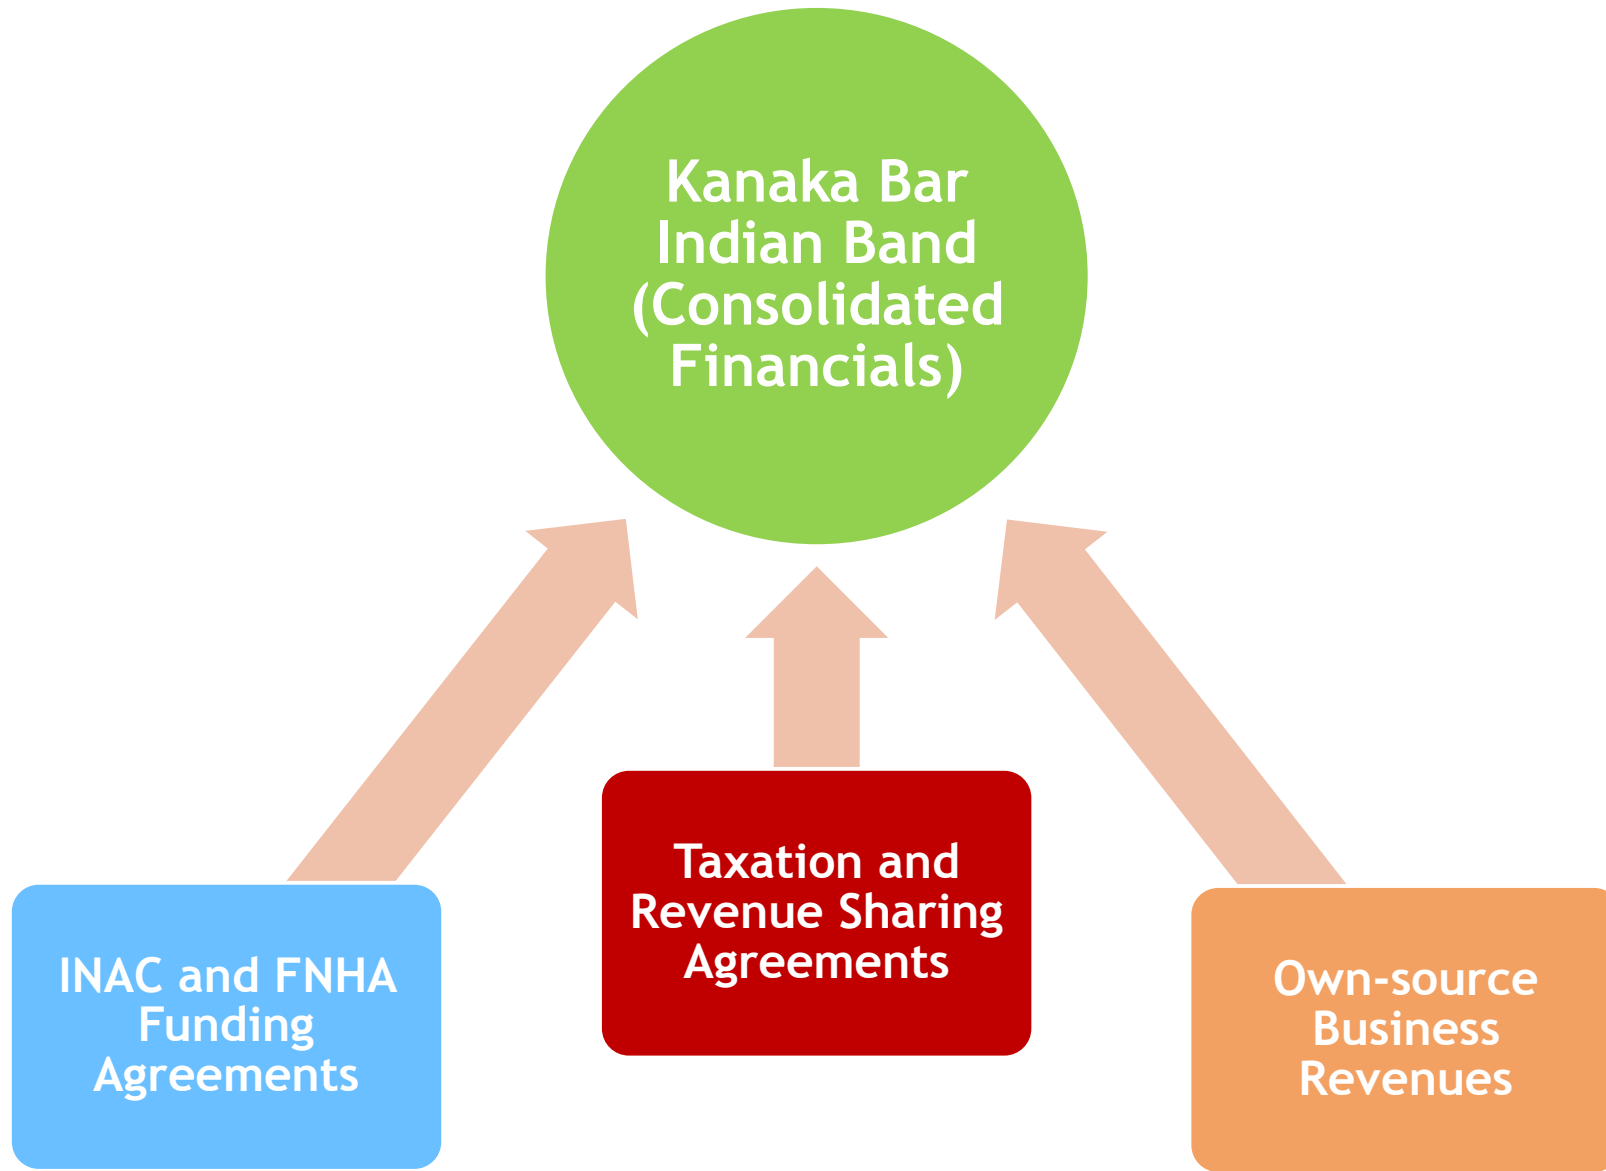 Kanaka Bar
Indian Band
(Consolidated
Financials)
Taxation and
Revenue Sharing
Agreements
INAC and FNHA
Funding
Agreements
Own-source
Business
Revenues